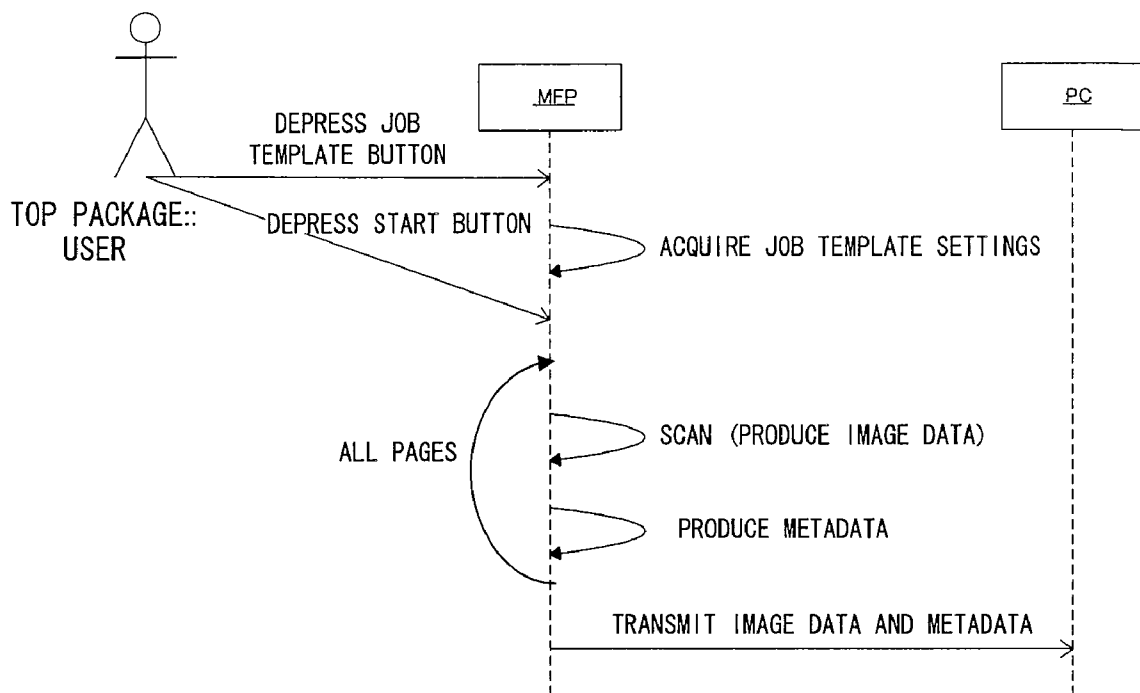 MFP
PC
DEPRESS JOB
TEMPLATE BUTTON
TOP PACKAGE::
USER
DEPRESS START BUTTON
ACQUIRE JOB TEMPLATE SETTINGS
ALL PAGES
SCAN (PRODUCE IMAGE DATA)
PRODUCE METADATA
TRANSMIT IMAGE DATA AND METADATA